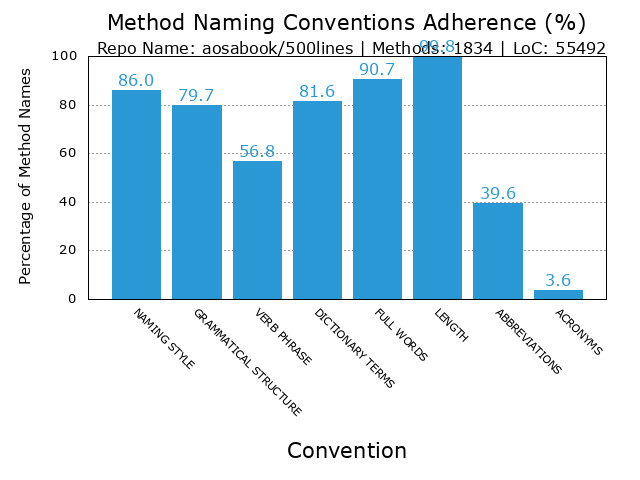 Method Naming Conventions Adherence (%)
Repo Name: aosabook/500lines | Methods: 1834 | LoC: 55492
Percentage of Method Names
100
80
60
40
20
0
86.0
79.7
56.8
81.6
90.7
99.8
39.6
3.6
NAMING STYLE
GRAMMATICAL STRUCTURE
VERB PHRASE
DICTIONARY TERMS
FULL WORDS
LENGTH
ABBREVIATIONS
ACRONYMS
Convention